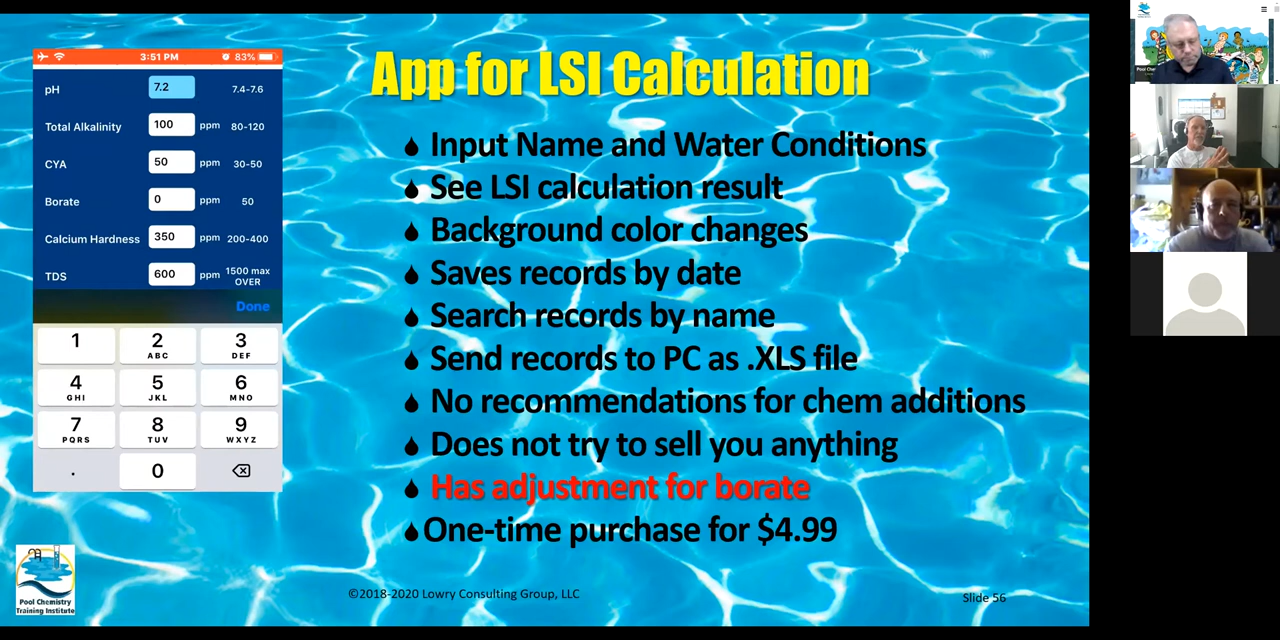 App for LSI Calculation
3:51 PM
83%
pH 7.2 7.4-7.6
Total Alkalinity 100 ppm 80-120
CYA 50 ppm 30-50
Borate 0 ppm 50
Calcium Hardness 350 ppm 200-400
TDS 600 ppm 1500 max
OVER
Done
1 2 3
ABC DEF
4 5 6
GHI JKL MNO
7 8 9
PQRS TUV WXYZ
. 0
Input Name and Water Conditions
See LSI calculation result
Background color changes
Saves records by date
Search records by name
Send records to PC as .XLS file
No recommendations for chem additions
Does not try to sell you anything
Has adjustment for borate
One-time purchase for $4.99
Pool Chemistry
Training Institute
©2018-2020 Lowry Consulting Group, LLC
Slide 56